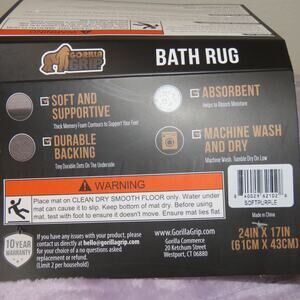 GORILLA
GRIP
BATH RUG
SOFT AND
SUPPORTIVE
Thick Memory Foam Contours to Support Your Feet
ABSORBENT
Helps to Absorb Moisture
DURABLE
BACKING
Tiny Durable Dots On The Underside
MACHINE WASH
AND DRY
Machine Wash, Tumble Dry On Low
WARNING
Place mat on CLEAN DRY SMOOTH FLOOR only. Water under
mat can cause it to slip. Keep bottom of mat dry. Before using
mat, test with foot to ensure it doesn't move. Ensure mat lies flat.
SOFTPURPLE
Made in China
10 YEAR
WARRANTY
If you have any issues with your product, please
contact us directly at hello@gorillagrip.com
for a no questions asked exchange or refund.
(Limit 2 per household)
www.GorillaGrip.com
Gorilla Commerce
20 Ketchum Street
Westport, CT 06880
24IN X 17IN
(61CM X 43CM)